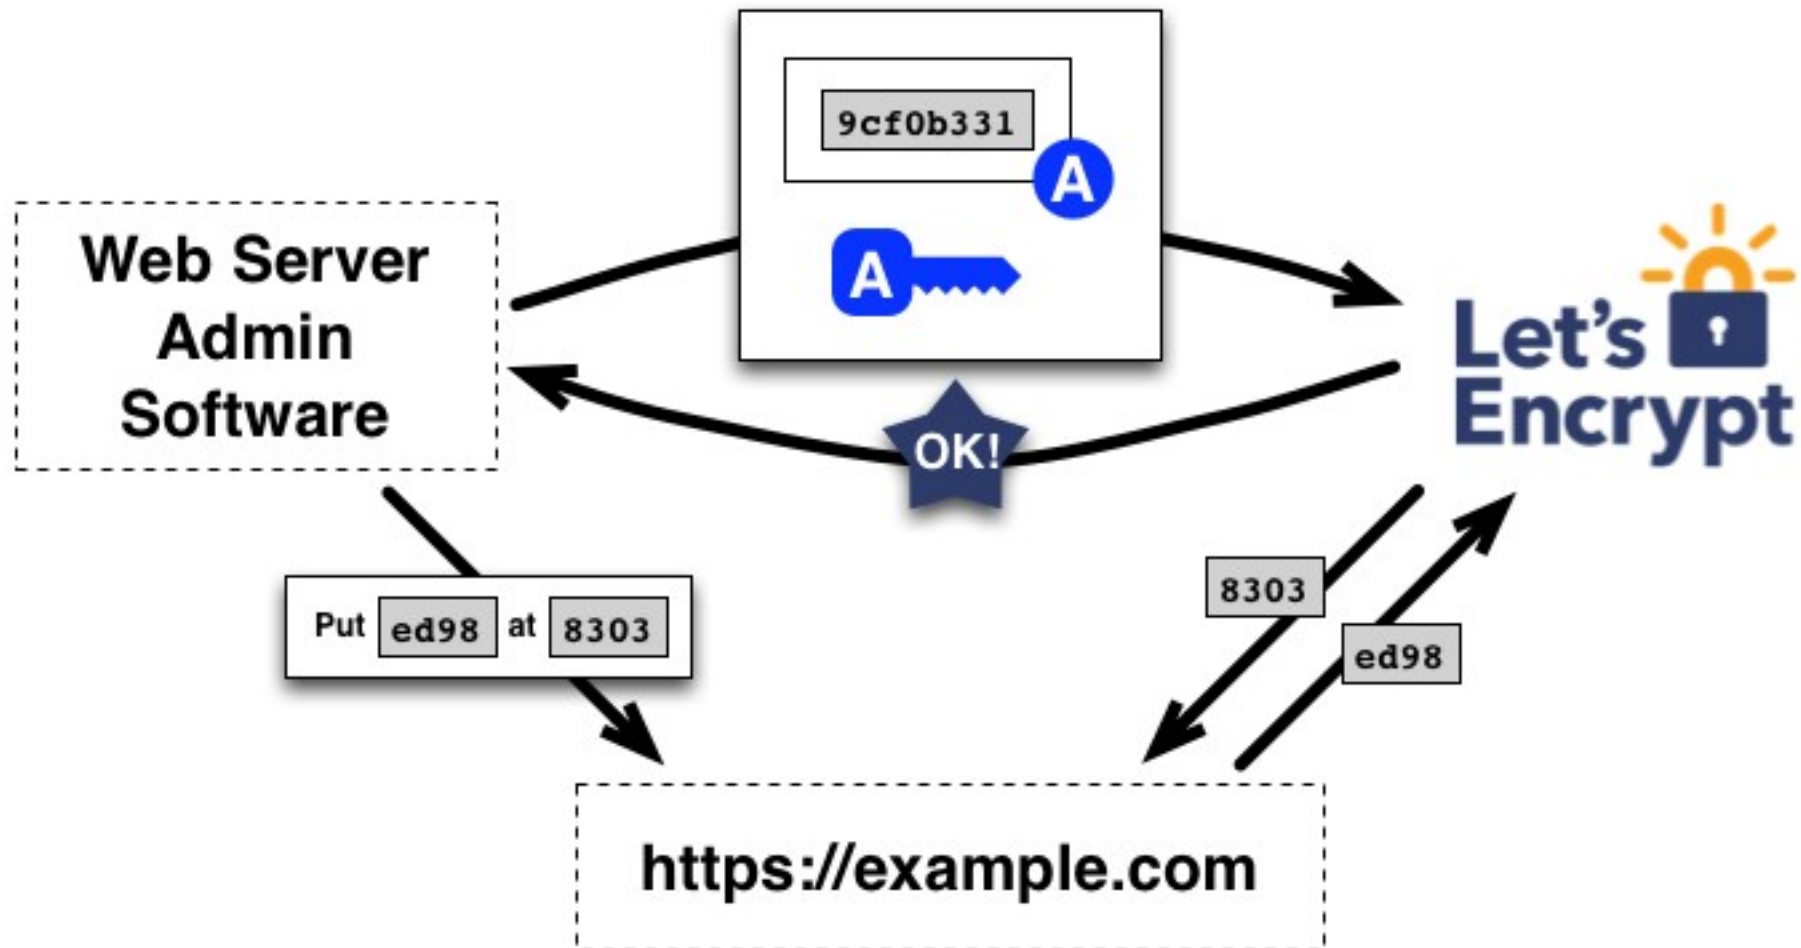 9cf0b331
A
A
Web Server
Admin
Software
Let's
Encrypt
OK!
Put ed98 at 8303
8303
ed98
https://example.com